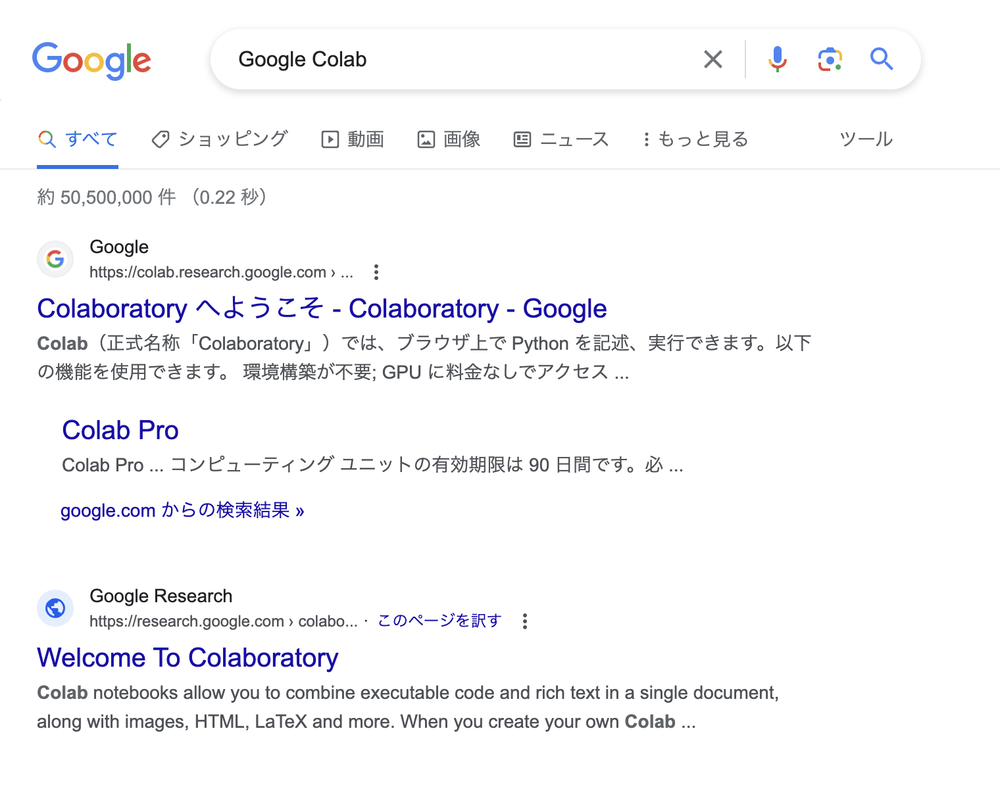 Google
Google Colab
すべて ショッピング 動画 画像 ニュース もっと見る ツール
約 50,500,000 件 （0.22 秒）
Google
https://colab.research.google.com › ...
Colaboratory へようこそ - Colaboratory - Google
Colab（正式名称「Colaboratory」）では、ブラウザ上で Python を記述、実行できます。以下
の機能を使用できます。 環境構築が不要; GPU に料金なしでアクセス ...
Colab Pro
Colab Pro ... コンピューティング ユニットの有効期限は 90 日間です。必 ...
google.com からの検索結果 »
Google Research
https://research.google.com › colabo... · このページを訳す
Welcome To Colaboratory
Colab notebooks allow you to combine executable code and rich text in a single document,
along with images, HTML, LaTeX and more. When you create your own Colab ...